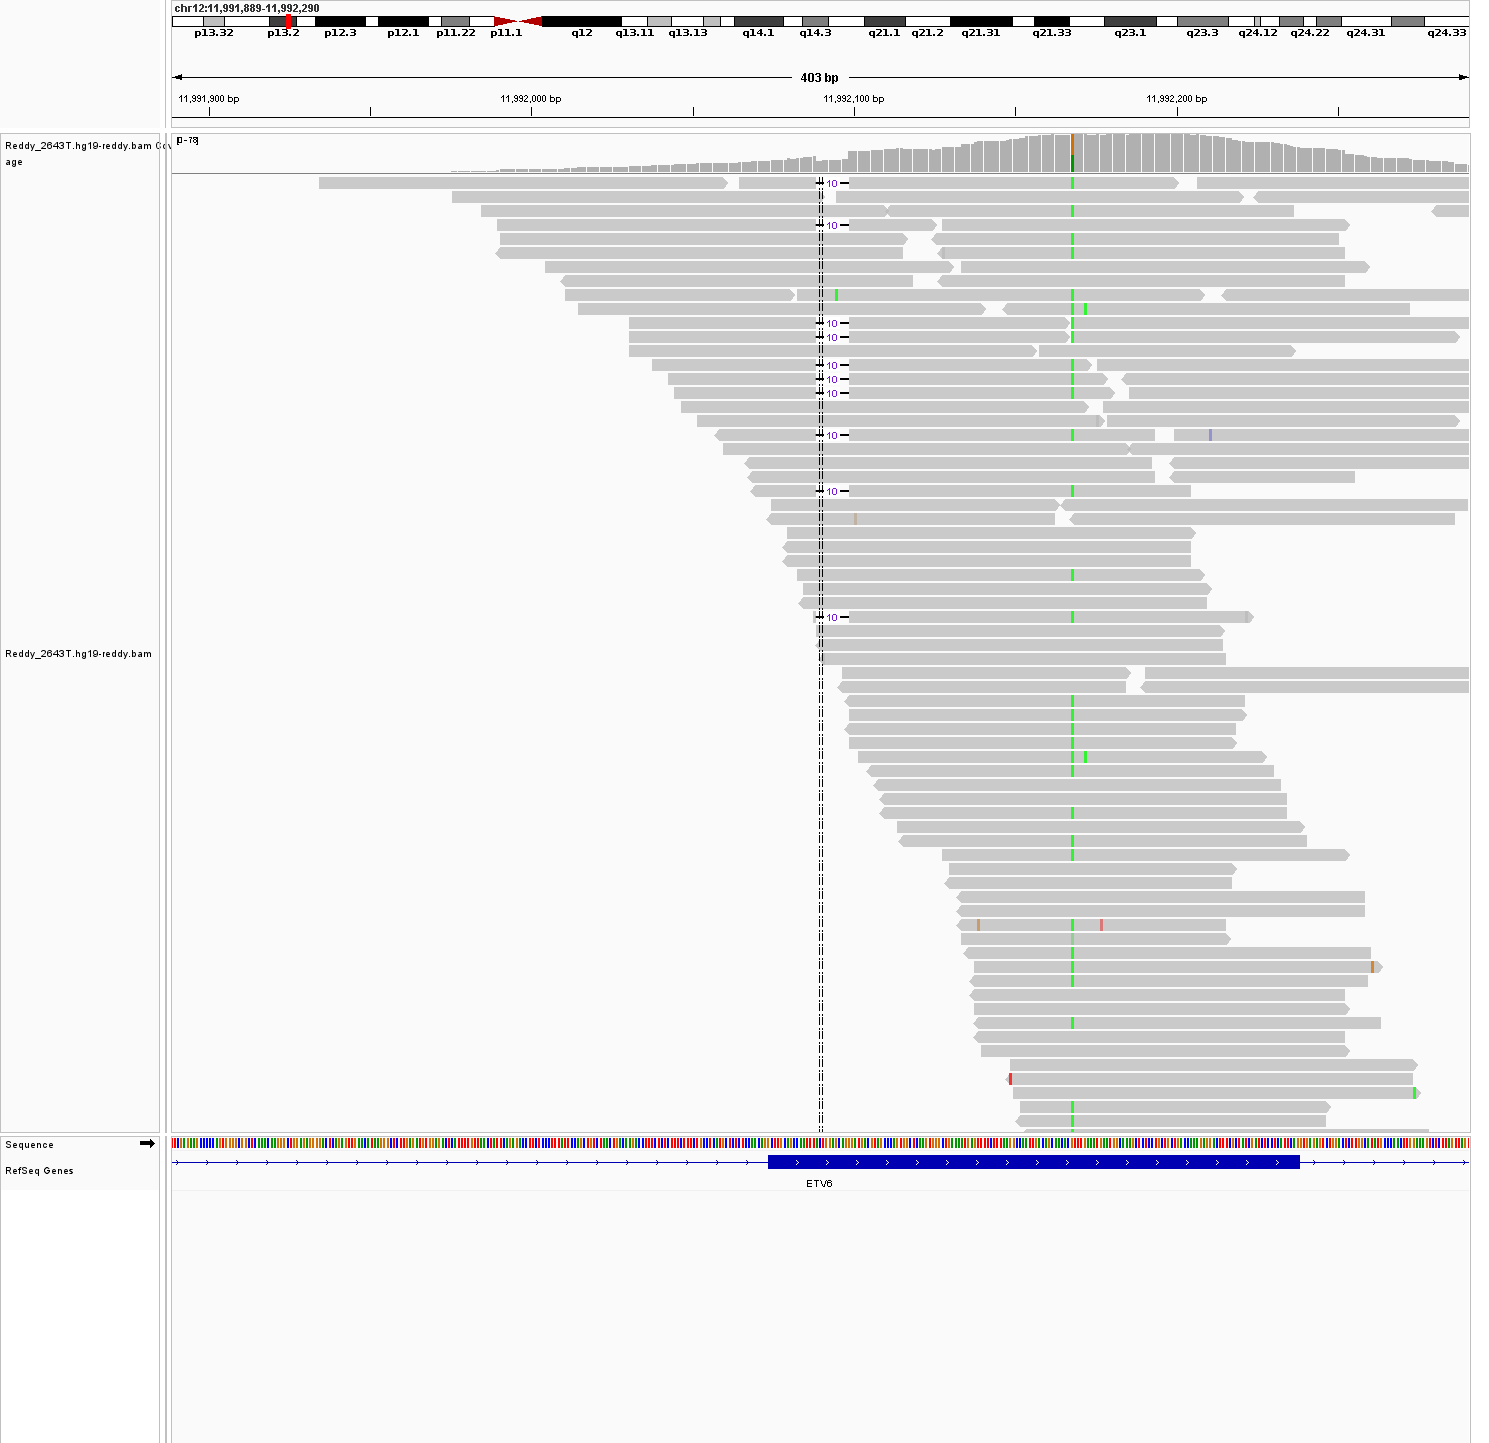 chr12:11,991,889-11,992,290
p13.32 p13.2 p12.3 p12.1 p11.22 p11.1 q12 q13.11 q13.13 q14.1 q14.3 q21.1 q21.2 q21.31 q21.33 q23.1 q23.3 q24.12 q24.22 q24.31 q24.33
403 bp
11,991,900 bp 11,992,000 bp 11,992,100 bp 11,992,200 bp
[0-78]
Reddy_2643T.hg19-reddy.bam Cov
age
10
10
10
10
10
10
10
10
10
10
Reddy_2643T.hg19-reddy.bam
Sequence
RefSeq Genes
ETV6